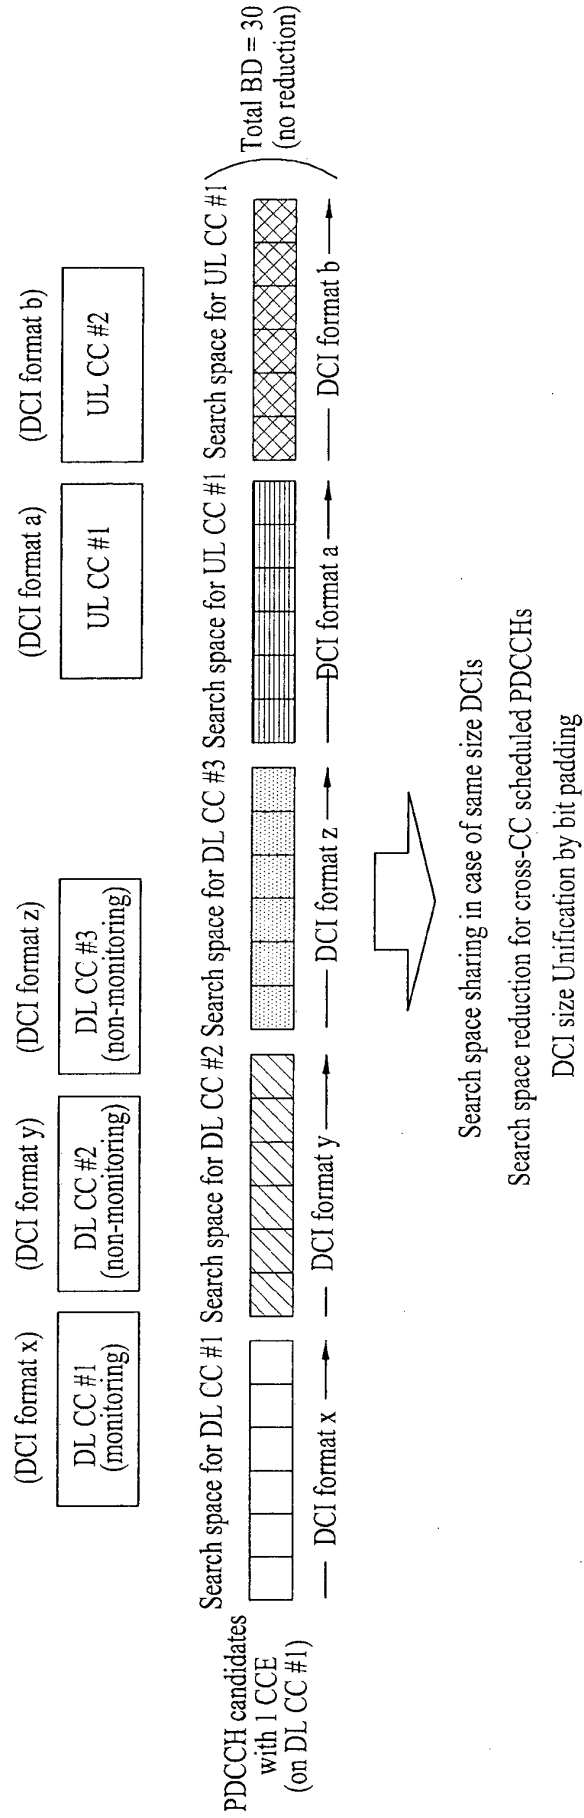 (DCI format x)
DL CC #1
(monitoring)
(DCI format y)
DL CC #2
(non-monitoring)
(DCI format z)
DL CC #3
(non-monitoring)
(DCI format a)
UL CC #1
(DCI format b)
UL CC #2
PDCCH candidates
with 1 CCE
(on DL CC #1)
Search space for DL CC #1
DCI format x
Search space for DL CC #2
DCI format y
Search space for DL CC #3
DCI format z
Search space for UL CC #1
DCI format a
Search space for UL CC #1
DCI format b
Total BD = 30
(no reduction)
Search space sharing in case of same size DCIs
Search space reduction for cross-CC scheduled PDCCHs
DCI size Unification by bit padding